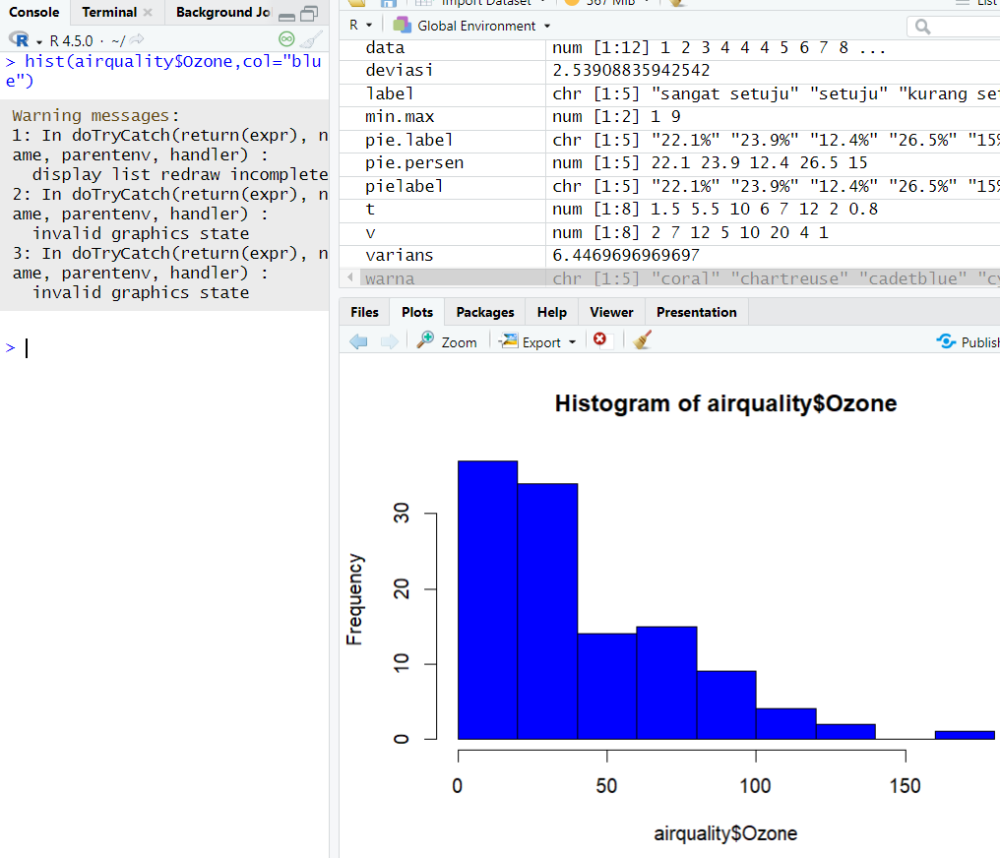 Console Terminal Background Jo
R 4.5.0 · ~/
> hist(airquality$Ozone,col="blu
e")
Warning messages:
1: In doTryCatch(return(expr), n
ame, parentenv, handler) :
display list redraw incomplete
2: In doTryCatch(return(expr), n
ame, parentenv, handler) :
invalid graphics state
3: In doTryCatch(return(expr), n
ame, parentenv, handler) :
invalid graphics state
>
Import Dataset 367 MiB List
R Global Environment
data num [1:12] 1 2 3 4 4 4 5 6 7 8 ...
deviasi 2.53908835942542
label chr [1:5] "sangat setuju" "setuju" "kurang se
min.max num [1:2] 1 9
pie.label chr [1:5] "22.1%" "23.9%" "12.4%" "26.5%" "15%
pie.persen num [1:5] 22.1 23.9 12.4 26.5 15
pielabel chr [1:5] "22.1%" "23.9%" "12.4%" "26.5%" "15%
t num [1:8] 1.5 5.5 10 6 7 12 2 0.8
v num [1:8] 2 7 12 5 10 20 4 1
varians 6.4469696969697
warna chr [1:5] "coral" "chartreuse" "cadetblue" "cy
Files Plots Packages Help Viewer Presentation
Zoom Export Publish
Histogram of airquality$Ozone
Frequency
30
20
10
0
0 50 100 150
airquality$Ozone